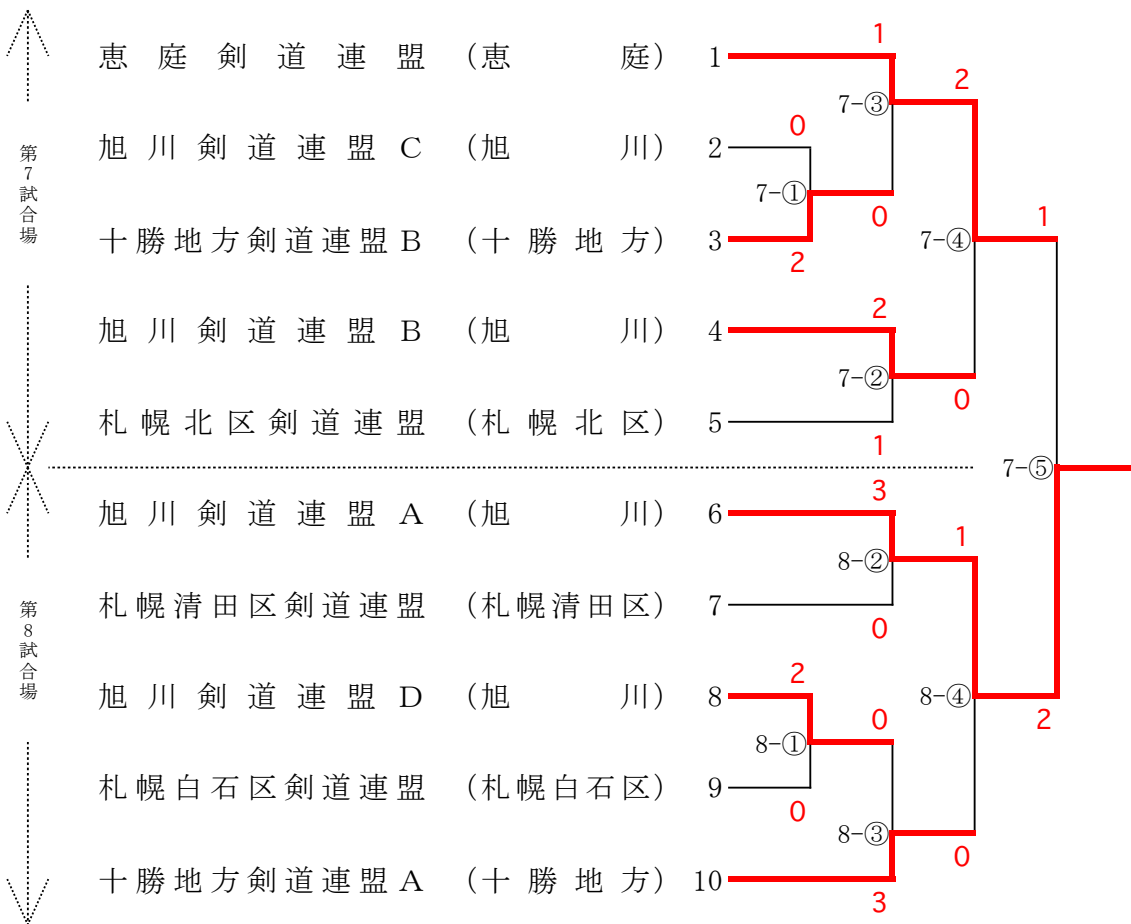 1
恵庭剣道連盟 (恵庭) 1
2
7-③
0
旭川剣道連盟C (旭川) 2
7-①
0
1
十勝地方剣道連盟B (十勝地方) 3
7-④
2
2
旭川剣道連盟B (旭川) 4
7-②
0
札幌北区剣道連盟 (札幌北区) 5
1
7-⑤
3
旭川剣道連盟A (旭川) 6
1
8-②
札幌清田区剣道連盟 (札幌清田区) 7
0
2
旭川剣道連盟D (旭川) 8
8-④
0
2
8-①
札幌白石区剣道連盟 (札幌白石区) 9
0
8-③
0
十勝地方剣道連盟A (十勝地方) 10
3
第7試合場
第8試合場